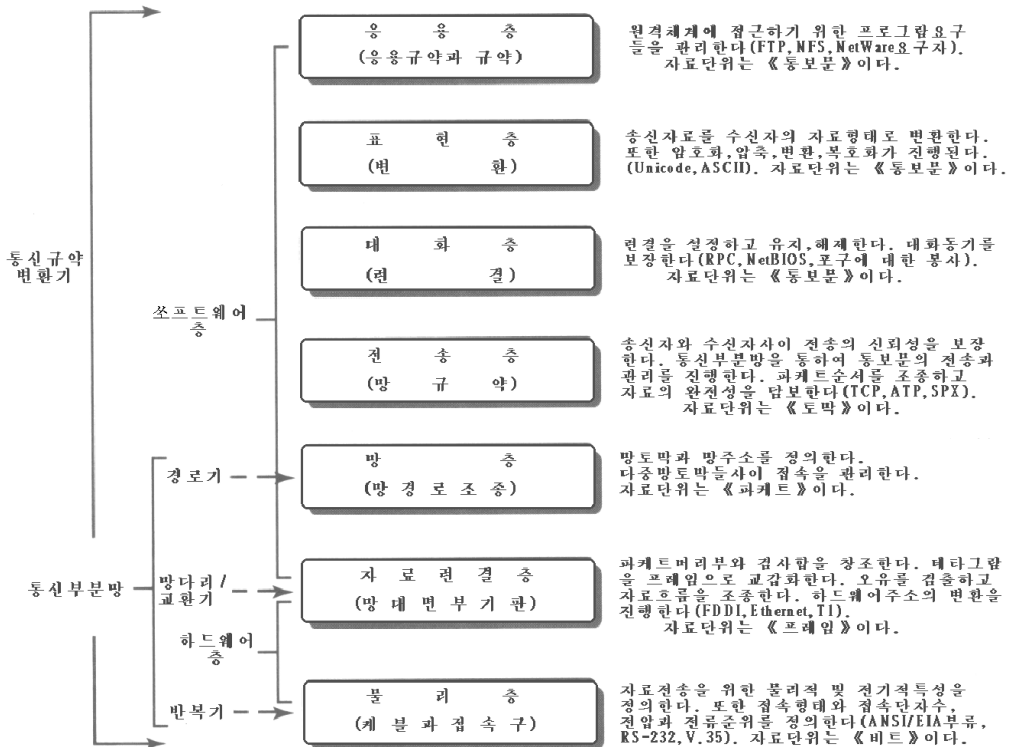 응 용 층
(응용규약과 규약)
원격체계에 접근하기 위한 프로그람요구
들을 관리한다(FTP,NFS,NetWare요구자).
자료단위는 《통보문》이다.
표 현 층
(변 환)
송신자료를 수신자의 자료형태로 변환한다.
또한 암호화,압축,변환,복호화가 진행된다.
(Unicode,ASCII). 자료단위는 《통보문》이다.
대 화 층
(련 결)
련결을 설정하고 유지,해제한다. 대화동기를
보장한다(RPC,NetBIOS,포구에 대한 봉사).
자료단위는 《통보문》이다.
통신규약
변환기
쏘프트웨어
층
전 송 층
(망 규 약)
송신자와 수신자사이 전송의 신뢰성을 보장
한다. 통신부분망을 통하여 통보문의 전송과
관리를 진행한다. 파케트순서를 조종하고
자료의 완전성을 담보한다(TCP,ATP,SPX).
자료단위는 《토막》이다.
경로기
망 층
(망 경 로 조 종)
망토막과 망주소를 정의한다.
다중망토막들사이 접속을 관리한다.
자료단위는 《파케트》이다.
통신부분망
망다리/
교환기
자 료 련 결 층
(망 대 면 부 기 판)
파케트머리부와 검사합을 창조한다. 데타그람
을 프레임으로 교갑화한다. 오유를 검출하고
자료흐름을 조종한다. 하드웨어주소의 변환을
진행한다(FDDI,Ethernet,T1).
자료단위는 《프레임》이다.
하드웨어
층
반복기
물 리 층
(케 블 과 접 속 구)
자료전송을 위한 물리적 및 전기적특성을
정의한다. 또한 접속형태와 접속단자수,
전압과 전류준위를 정의한다(ANSI/EIA부류,
RS-232,V.35). 자료단위는 《비트》이다.